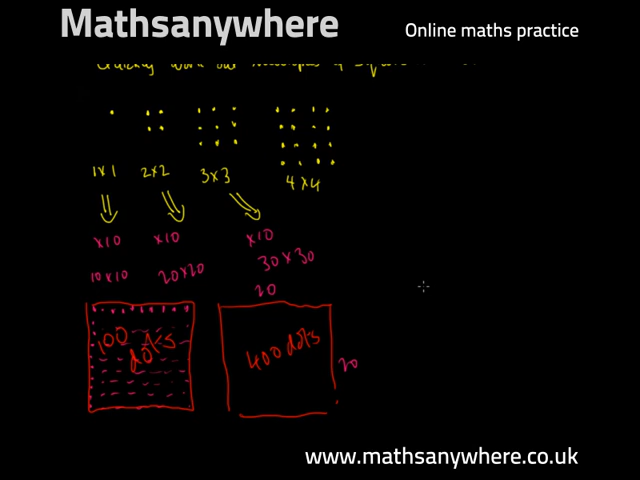 Mathsanywhere
Online maths practice
1x1 2x2 3x3 4x4
x10 x10 x10
10x10 20x20 30x30
20
100 dots
400 dots
20
www.mathsanywhere.co.uk